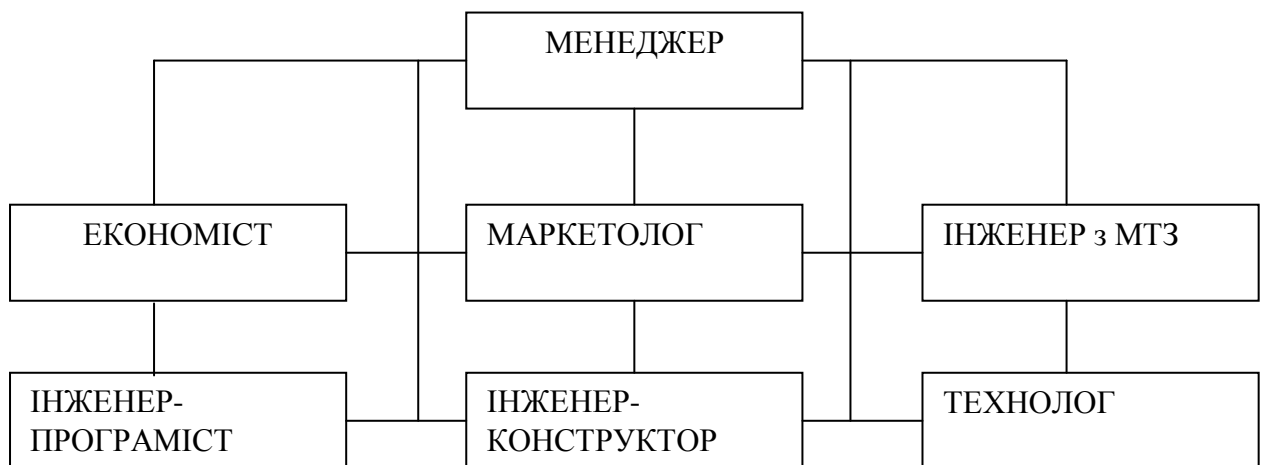 МЕНЕДЖЕР
ЕКОНОМІСТ
МАРКЕТОЛОГ
ІНЖЕНЕР з МТЗ
ІНЖЕНЕР-
ПРОГРАМІСТ
ІНЖЕНЕР-
КОНСТРУКТОР
ТЕХНОЛОГ